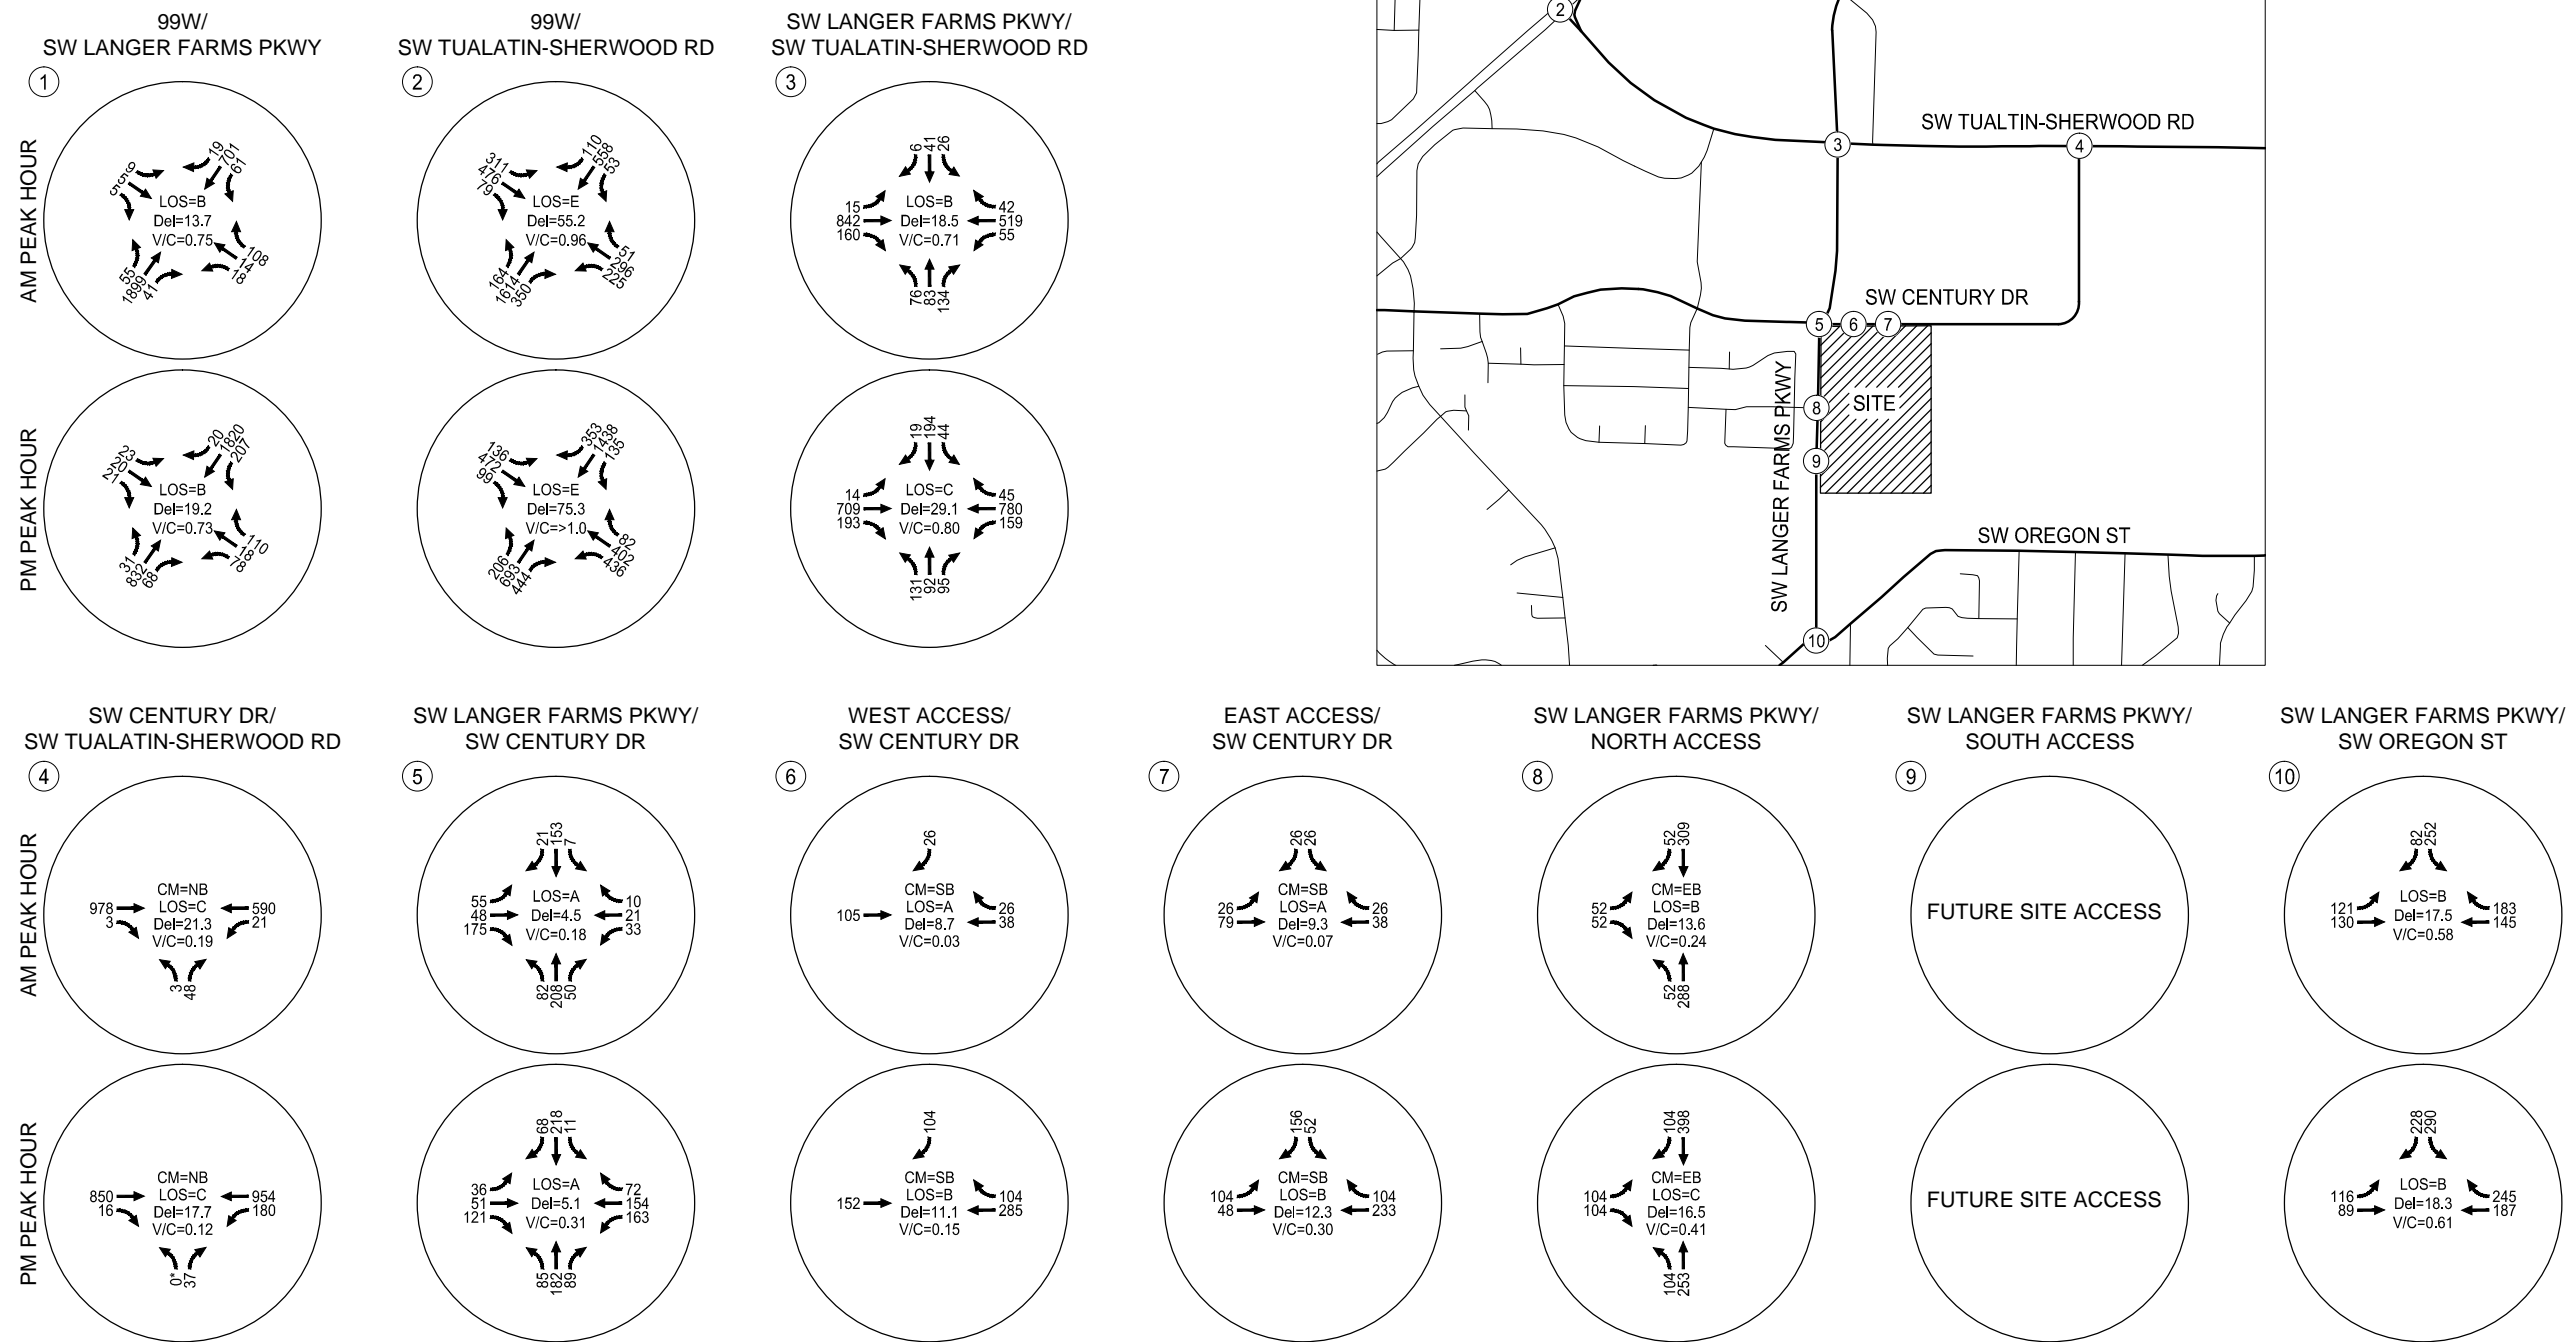 99W/
SW LANGER FARMS PKWY
1
99W/
SW TUALATIN-SHERWOOD RD
2
SW LANGER FARMS PKWY/
SW TUALATIN-SHERWOOD RD
3
AM PEAK HOUR
19
701
61
5
LOS=B
Del=13.7
V/C=0.75
55
1899
41
108
14
18
311
476
79
110
558
53
LOS=E
Del=55.2
V/C=0.96
164
1614
350
51
296
225
6
41
26
15
842
160
LOS=B
Del=18.5
V/C=0.71
42
519
55
76
83
134
PM PEAK HOUR
23
20
21
20
1820
207
LOS=B
Del=19.2
V/C=0.73
31
832
68
110
18
78
136
472
99
353
1438
135
LOS=E
Del=75.3
V/C=>1.0
206
693
444
82
402
436
19
194
44
14
709
193
LOS=C
Del=29.1
V/C=0.80
45
780
159
131
92
95
2
SW TUALTIN-SHERWOOD RD
3
4
SW CENTURY DR
5
6
7
SW LANGER FARMS PKWY
8
SITE
9
SW OREGON ST
10
SW CENTURY DR/
SW TUALATIN-SHERWOOD RD
4
SW LANGER FARMS PKWY/
SW CENTURY DR
5
WEST ACCESS/
SW CENTURY DR
6
EAST ACCESS/
SW CENTURY DR
7
SW LANGER FARMS PKWY/
NORTH ACCESS
8
SW LANGER FARMS PKWY/
SOUTH ACCESS
9
SW LANGER FARMS PKWY/
SW OREGON ST
10
AM PEAK HOUR
978
3
CM=NB
LOS=C
Del=21.3
V/C=0.19
590
21
3
48
21
153
7
55
48
175
LOS=A
Del=4.5
V/C=0.18
10
21
33
82
208
50
26
105
CM=SB
LOS=A
Del=8.7
V/C=0.03
26
38
26
26
26
79
CM=SB
LOS=A
Del=9.3
V/C=0.07
26
38
52
309
52
52
CM=EB
LOS=B
Del=13.6
V/C=0.24
52
288
FUTURE SITE ACCESS
82
252
121
130
LOS=B
Del=17.5
V/C=0.58
183
145
PM PEAK HOUR
850
16
CM=NB
LOS=C
Del=17.7
V/C=0.12
954
180
0*
37
68
218
11
36
51
121
LOS=A
Del=5.1
V/C=0.31
72
154
163
85
182
89
104
152
CM=SB
LOS=B
Del=11.1
V/C=0.15
104
285
156
52
104
48
CM=SB
LOS=B
Del=12.3
V/C=0.30
104
233
104
398
104
104
CM=EB
LOS=C
Del=16.5
V/C=0.41
104
253
FUTURE SITE ACCESS
228
290
116
89
LOS=B
Del=18.3
V/C=0.61
245
187